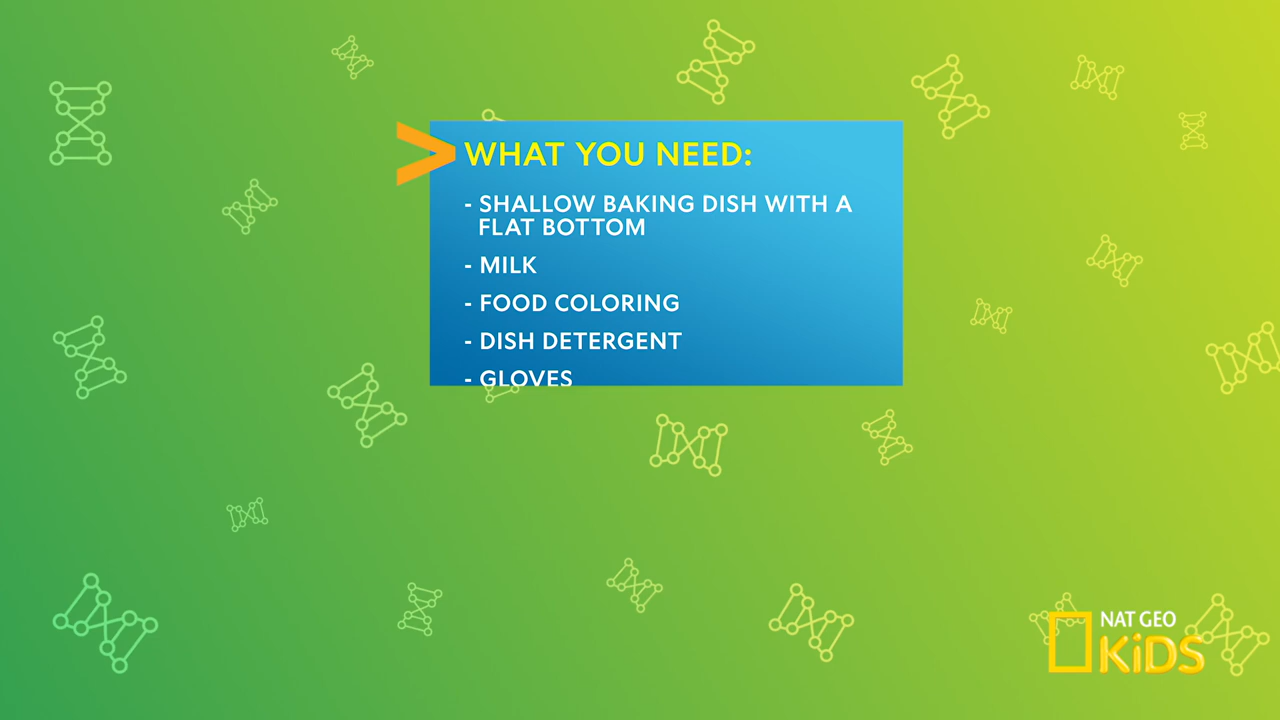 >
WHAT YOU NEED:
- SHALLOW BAKING DISH WITH A
FLAT BOTTOM
- MILK
- FOOD COLORING
- DISH DETERGENT
- GLOVES
NAT GEO
KiDS